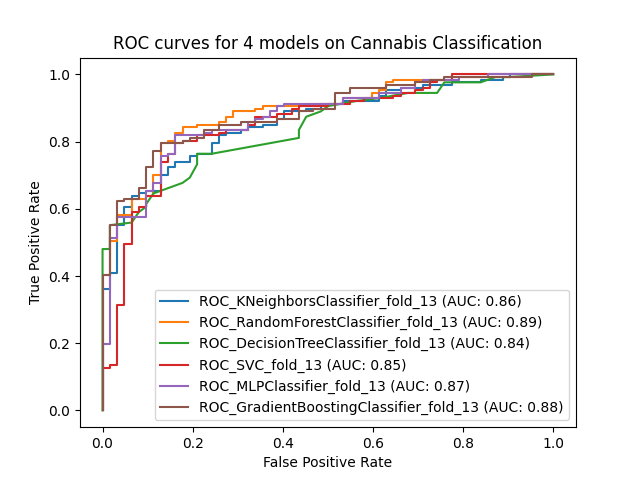 ROC curves for 4 models on Cannabis Classification
1.0
0.8
0.6
0.4
0.2
0.0
True Positive Rate
ROC_KNeighborsClassifier_fold_13 (AUC: 0.86)
ROC_RandomForestClassifier_fold_13 (AUC: 0.89)
ROC_DecisionTreeClassifier_fold_13 (AUC: 0.84)
ROC_SVC_fold_13 (AUC: 0.85)
ROC_MLPClassifier_fold_13 (AUC: 0.87)
ROC_GradientBoostingClassifier_fold_13 (AUC: 0.88)
0.0 0.2 0.4 0.6 0.8 1.0
False Positive Rate